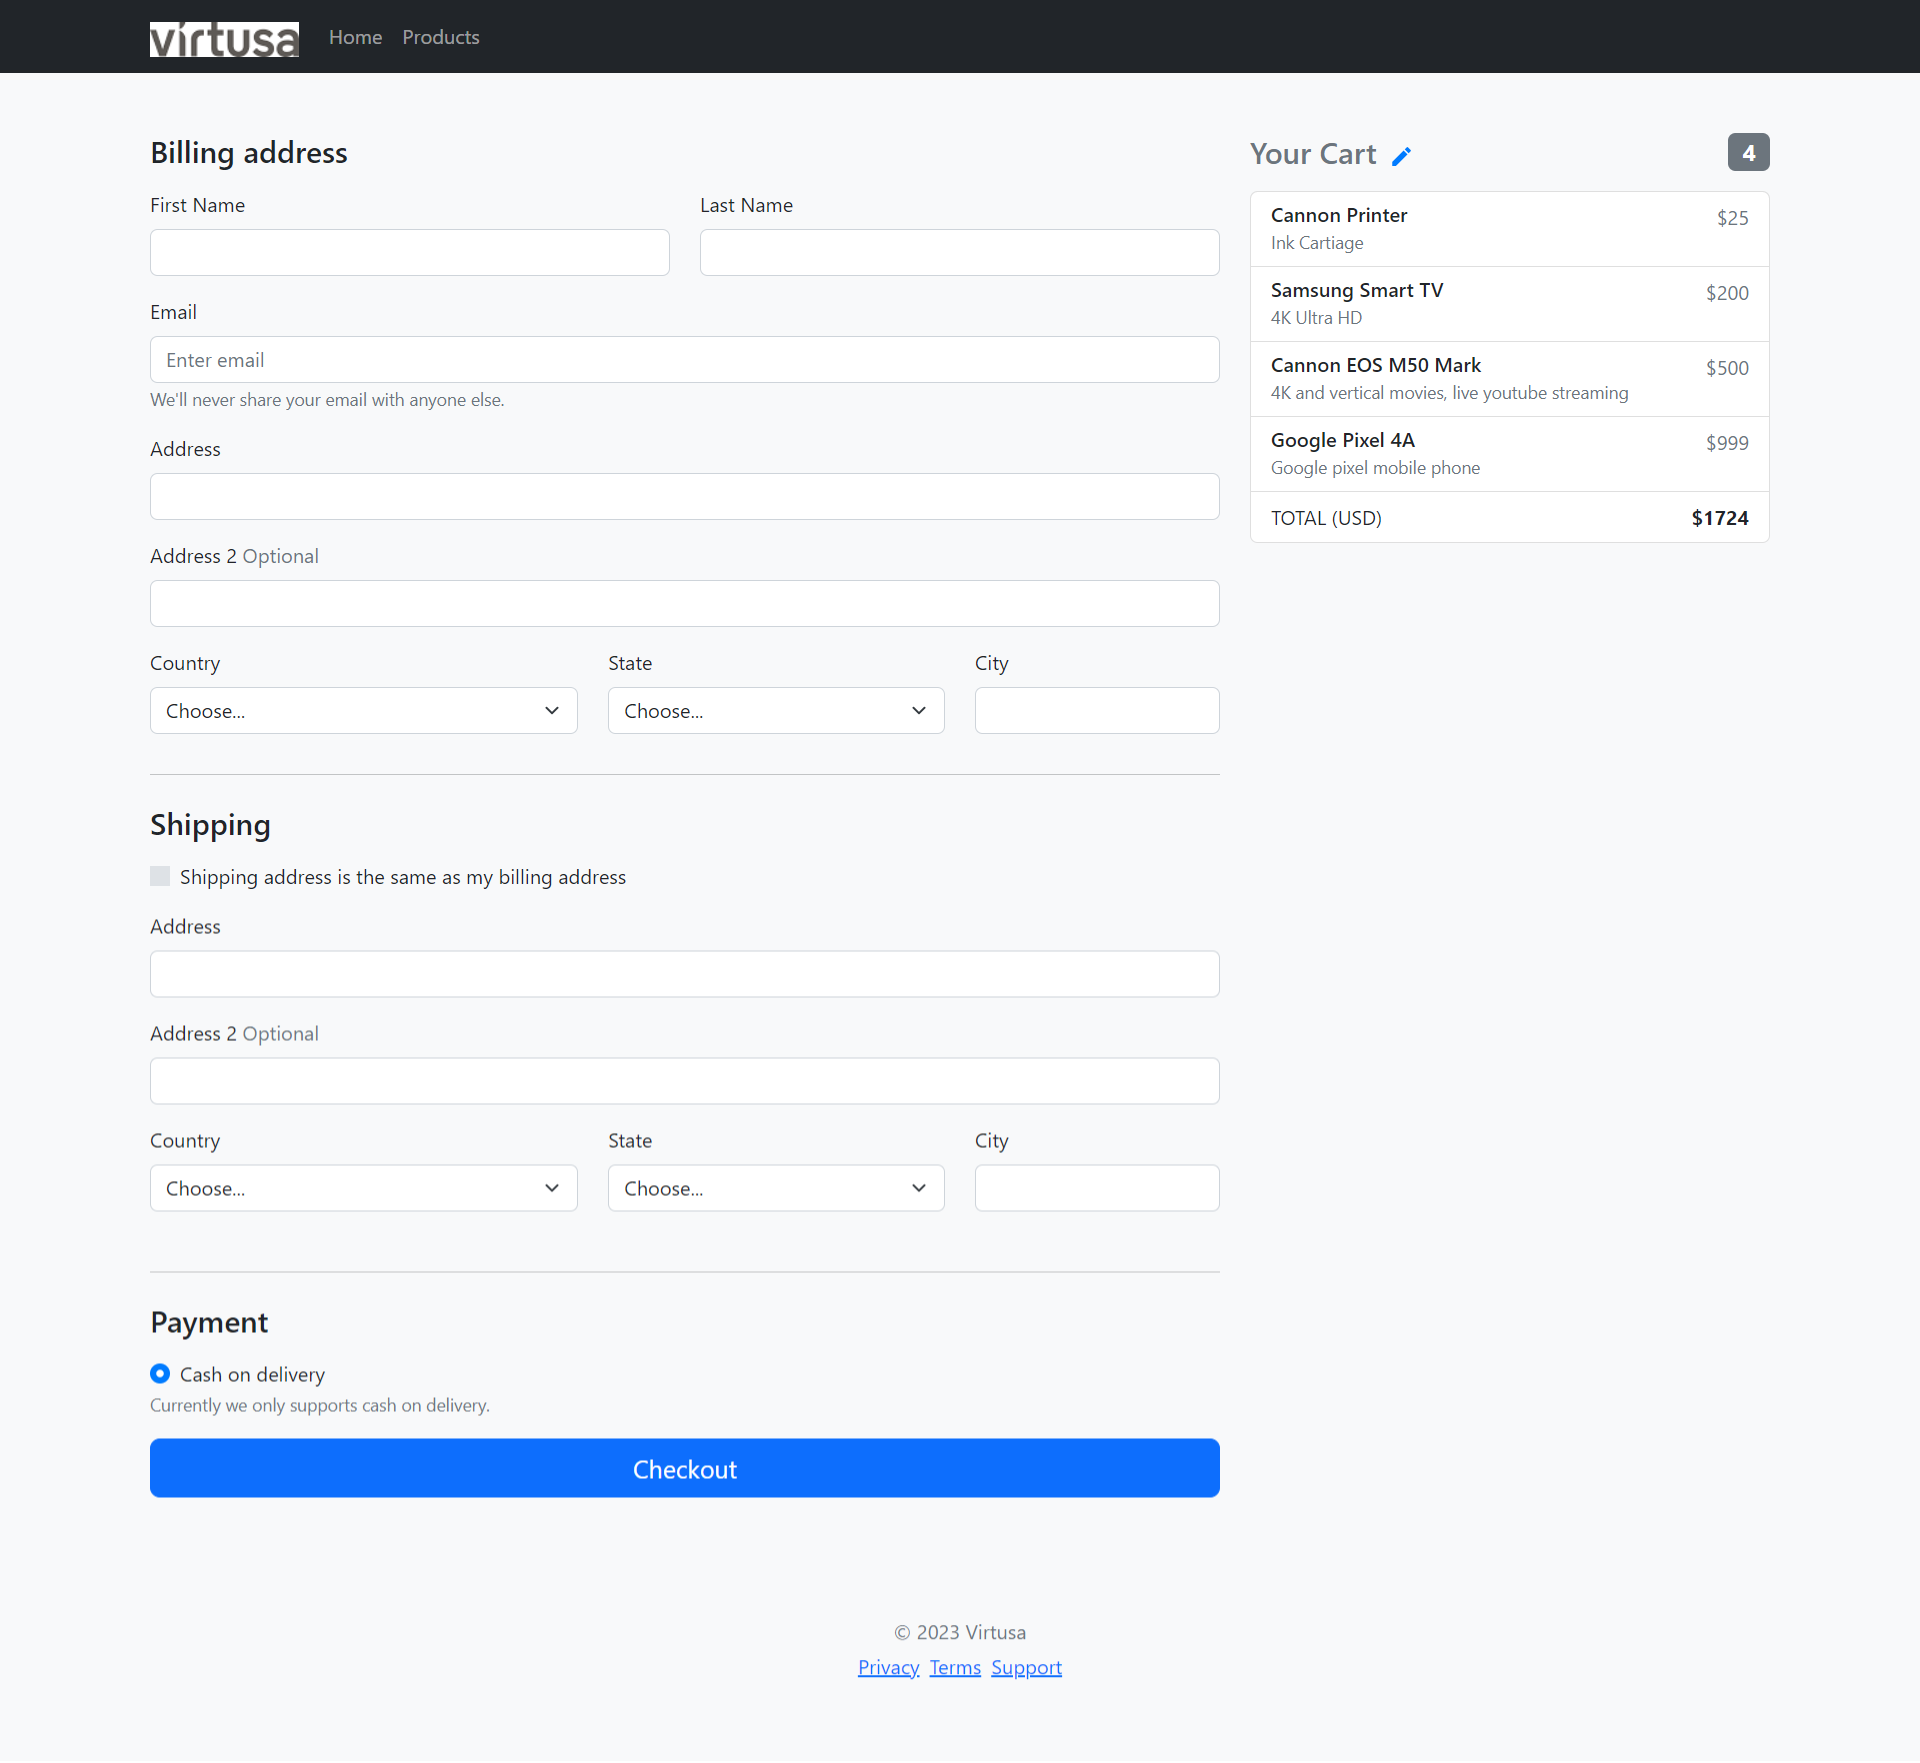 virtusa Home Products
Billing address
First Name Last Name
Email
Enter email
We'll never share your email with anyone else.
Address
Address 2 Optional
Country State City
Choose... Choose...
Shipping
Shipping address is the same as my billing address
Address
Address 2 Optional
Country State City
Choose... Choose...
Payment
Cash on delivery
Currently we only supports cash on delivery.
Checkout
Your Cart 4
Cannon Printer $25
Ink Cartiage
Samsung Smart TV $200
4K Ultra HD
Cannon EOS M50 Mark $500
4K and vertical movies, live youtube streaming
Google Pixel 4A $999
Google pixel mobile phone
TOTAL (USD) $1724
© 2023 Virtusa
Privacy Terms Support